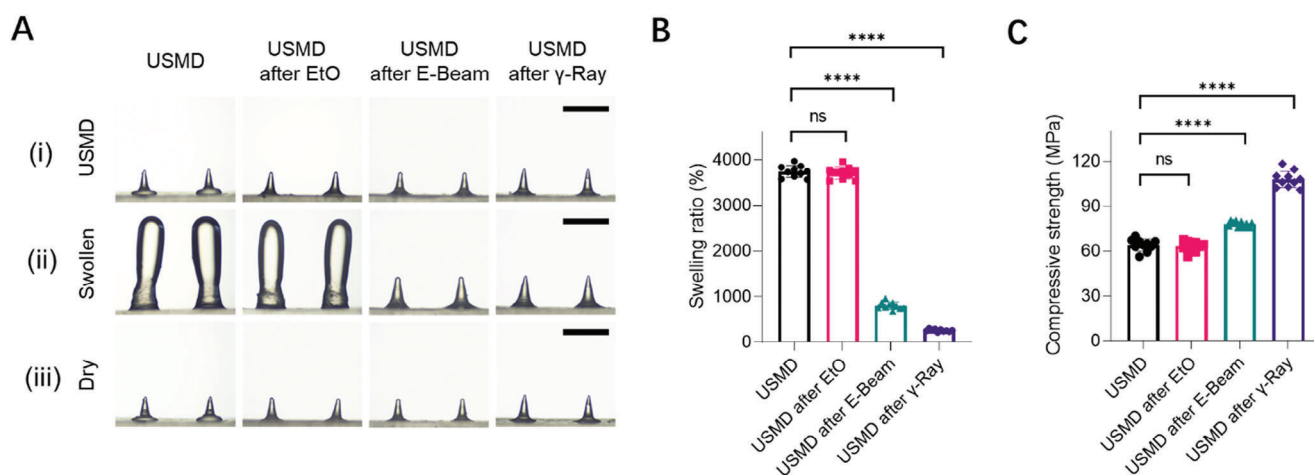 A
USMD
USMD
after EtO
USMD
after E-Beam
USMD
after γ-Ray
(i)
USMD
(ii)
Swollen
(iii)
Dry
B
****
****
ns
Swelling ratio (%)
4000
3000
1000
0
USMD
USMD after EtO
USMD after E-Beam
USMD after γ-Ray
C
****
****
ns
Compressive strength (MPa)
120
90
60
30
0
USMD
USMD after EtO
USMD after E-Beam
USMD after γ-Ray